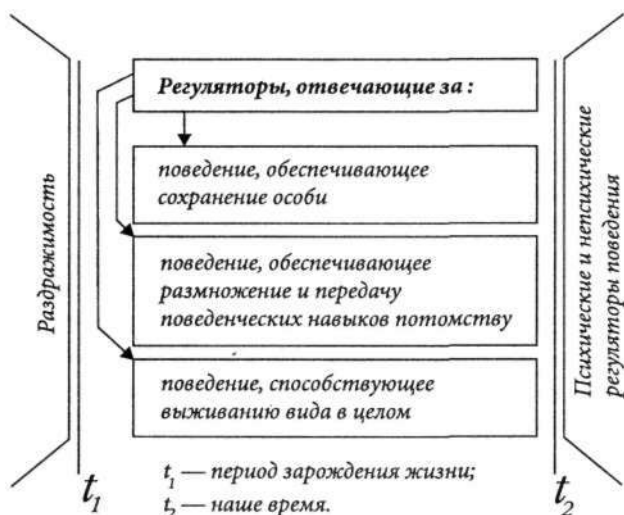 Раздражимость
Регуляторы, отвечающие за :
поведение, обеспечивающее
сохранение особи
поведение, обеспечивающее
размножение и передачу
поведенческих навыков потомству
поведение, способствующее
выживанию вида в целом
Психические и непсихические
регуляторы поведения
t₁
t₁ — период зарождения жизни;
t₂ — наше время.
t₂